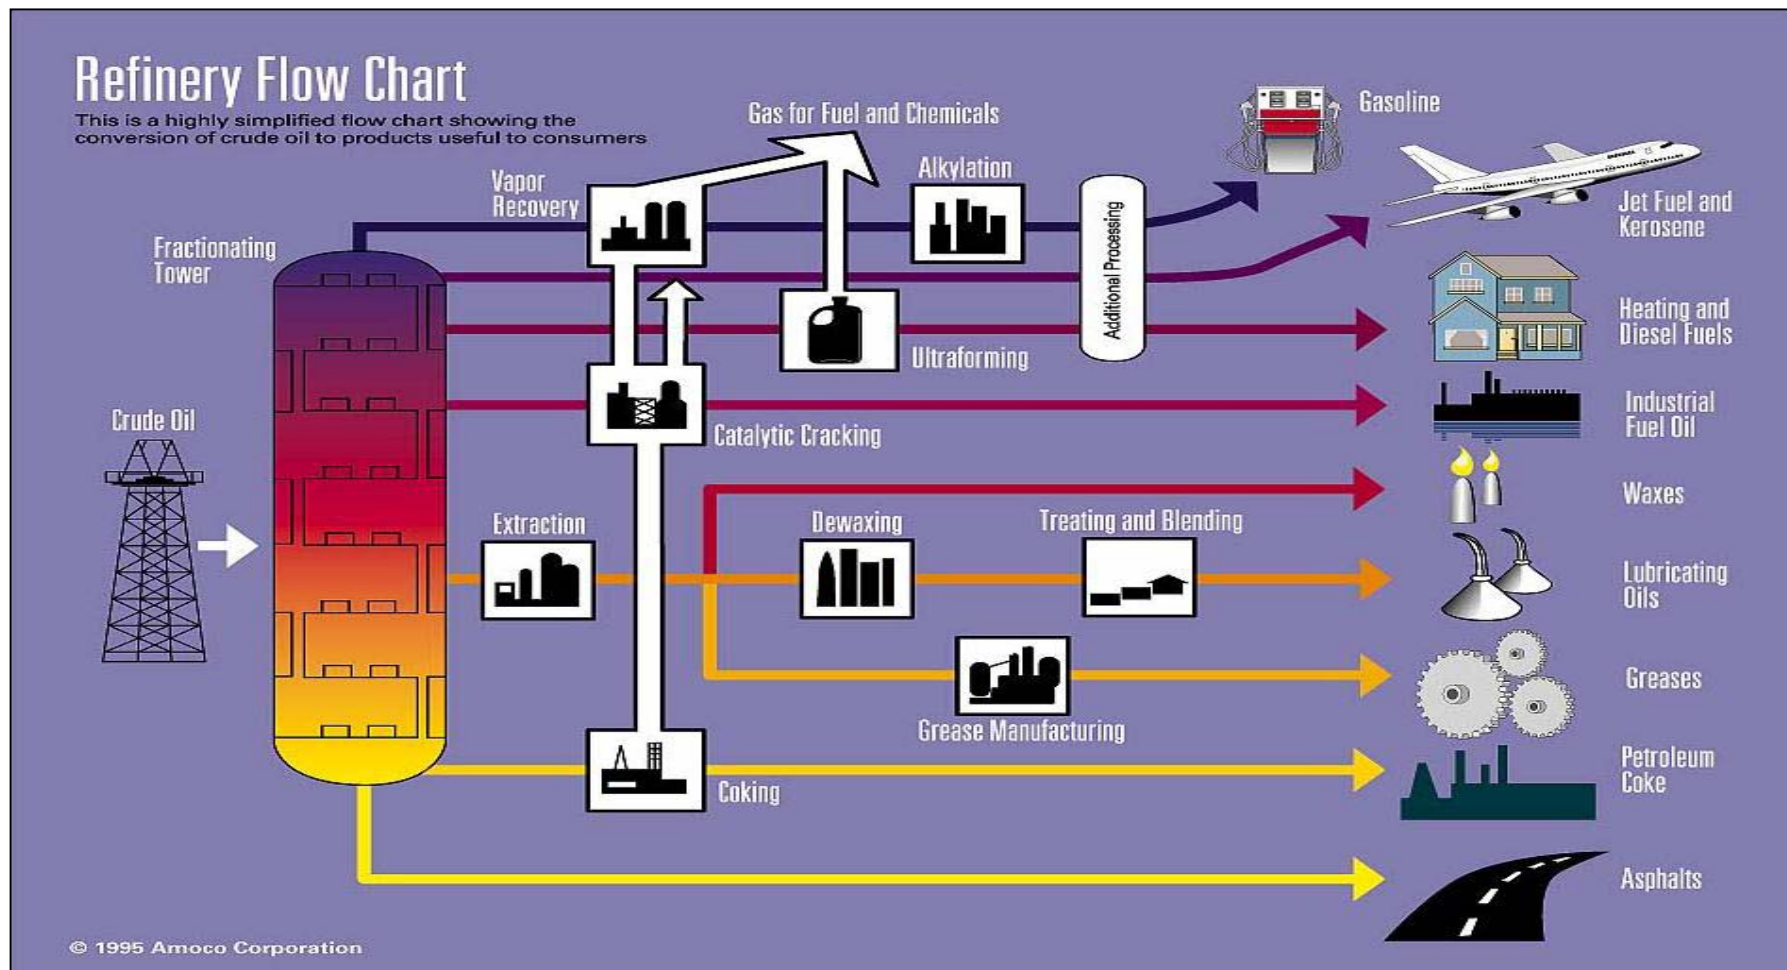 Refinery Flow Chart
This is a highly simplified flow chart showing the
conversion of crude oil to products useful to consumers
Gas for Fuel and Chemicals
Gasoline
Vapor
Recovery
Alkylation
Jet Fuel and
Kerosene
Fractionating
Tower
Additional Processing
Heating and
Diesel Fuels
Ultraforming
Crude Oil
Catalytic Cracking
Industrial
Fuel Oil
Waxes
Extraction
Dewaxing
Treating and Blending
Lubricating
Oils
Greases
Grease Manufacturing
Petroleum
Coke
Coking
Asphalts
© 1995 Amoco Corporation